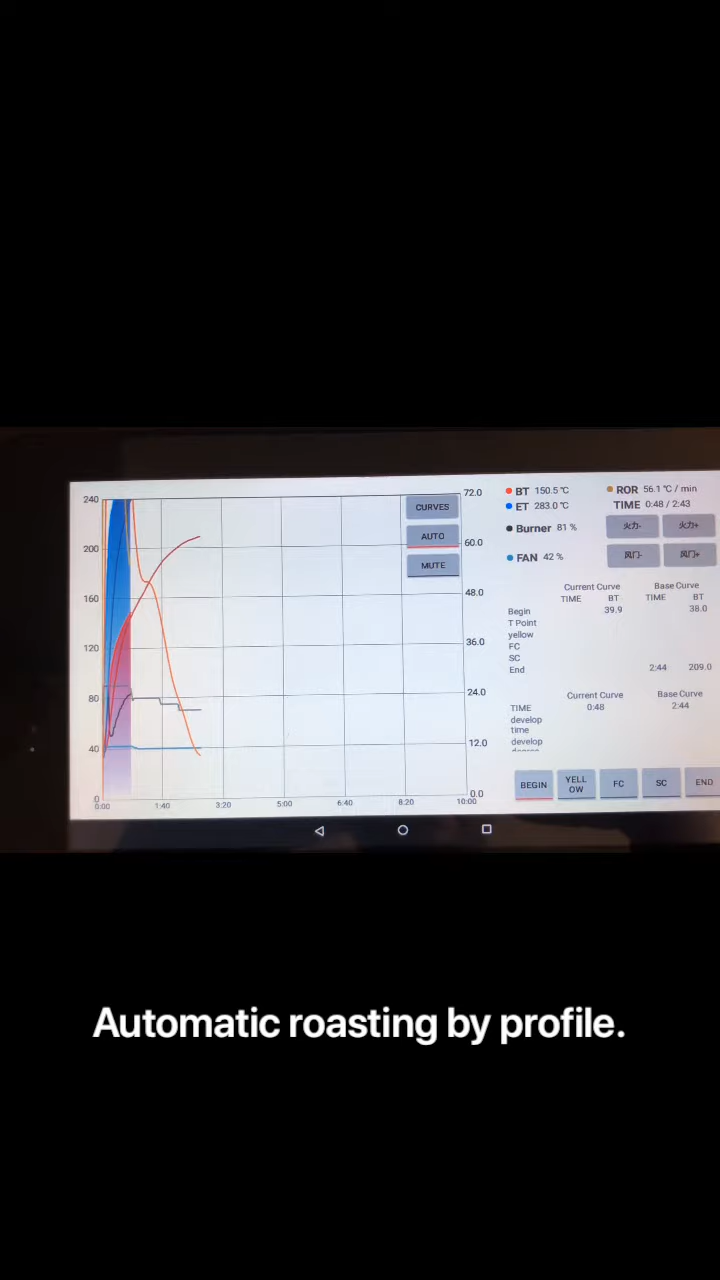 240
200
160
120
80
40
0
0:00 1:40 3:20 5:00 6:40 8:20 10:00
72.0
60.0
48.0
36.0
24.0
12.0
0.0
CURVES
AUTO
MUTE
BT 150.5 ℃
ET 283.0 ℃
Burner 81 %
FAN 42 %
ROR 56.1 ℃ / min
TIME 0:48 / 2:43
火力- 火力+
风门- 风门+
Current Curve Base Curve
TIME BT TIME BT
Begin 39.9 38.0
T Point
yellow
FC
SC
End 2:44 209.0
Current Curve Base Curve
TIME 0:48 2:44
develop
time
develop
BEGIN
YELL
OW
FC
SC
END
Automatic roasting by profile.